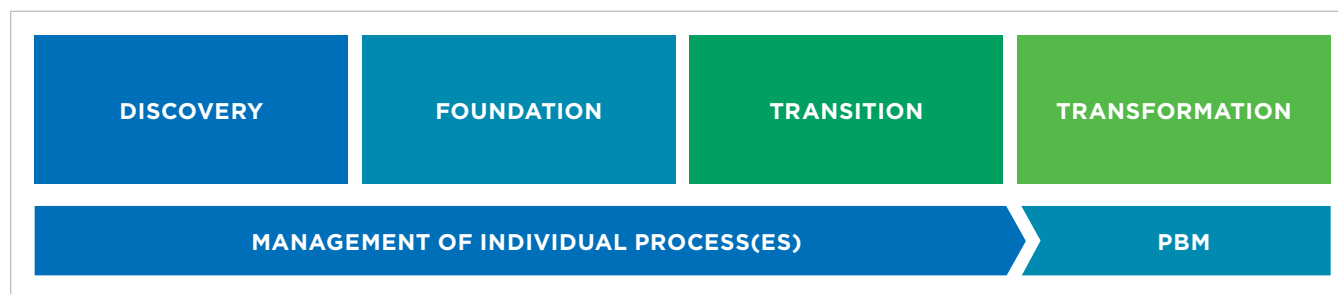 DISCOVERY
FOUNDATION
TRANSITION
TRANSFORMATION
MANAGEMENT OF INDIVIDUAL PROCESS(ES)
PBM